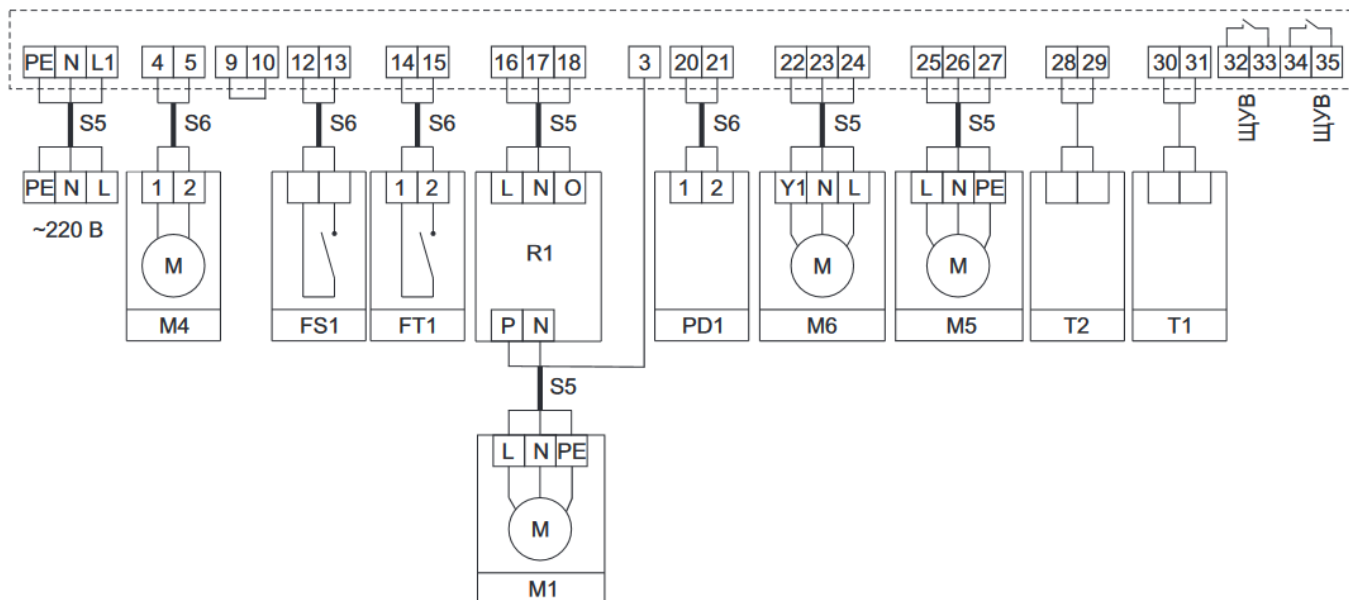 PE N L1 4 5 9 10 12 13 14 15 16 17 18 3 20 21 22 23 24 25 26 27 28 29 30 31 32 33 34 35
S5 S6 S6 S6 S5 S6 S5 S5 ЩУВ ЩУВ
PE N L 1 2 1 2 L N O 1 2 Y1 N L L N PE
~220 В
R1
M M M
P N
M4 FS1 FT1 PD1 M6 M5 T2 T1
S5
L N PE
M
M1